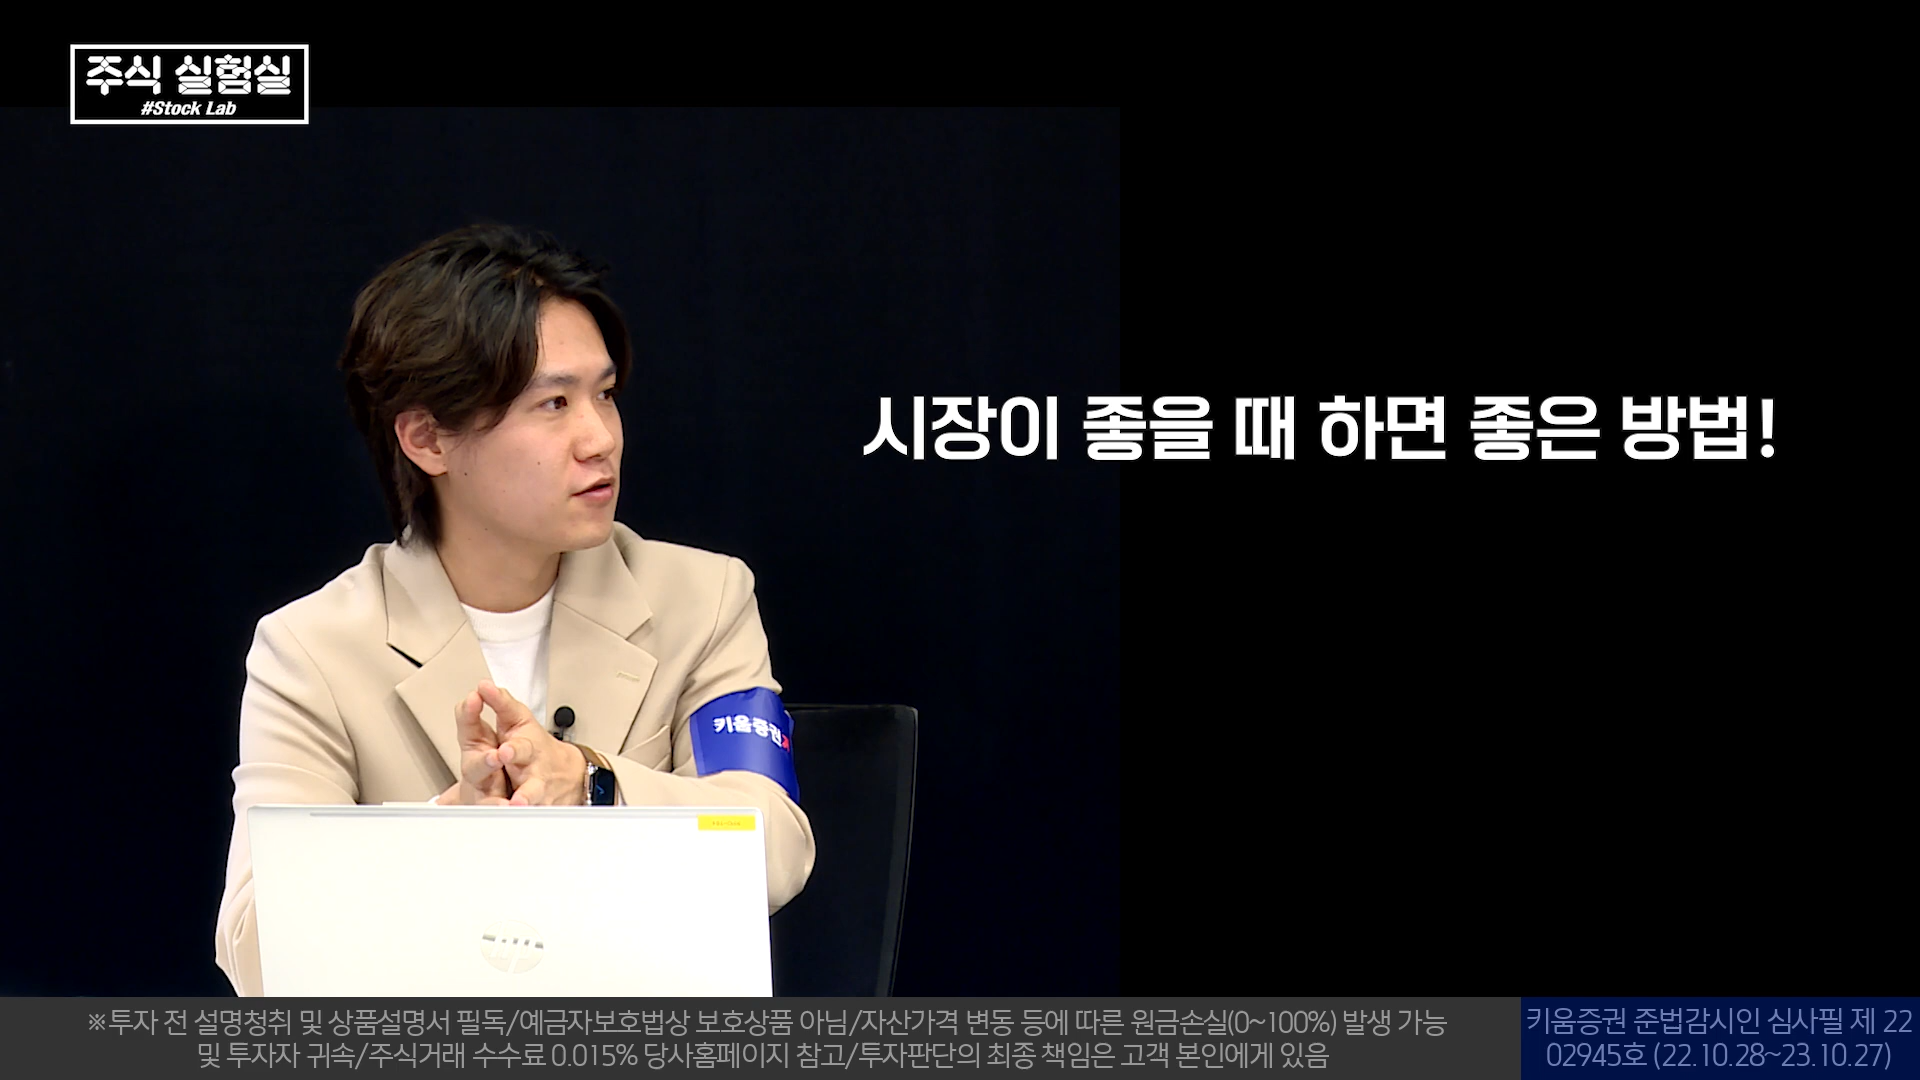 주식 실험실
#Stock Lab
시장이 좋을 때 하면 좋은 방법!
키움증권
※투자 전 설명청취 및 상품설명서 필독/예금자보호법상 보호상품 아님/자산가격 변동 등에 따른 원금손실(0~100%) 발생 가능
및 투자자 귀속/주식거래 수수료 0.015% 당사홈페이지 참고/투자판단의 최종 책임은 고객 본인에게 있음
키움증권 준법감시인 심사필 제 22
02945호 (22.10.28~23.10.27)